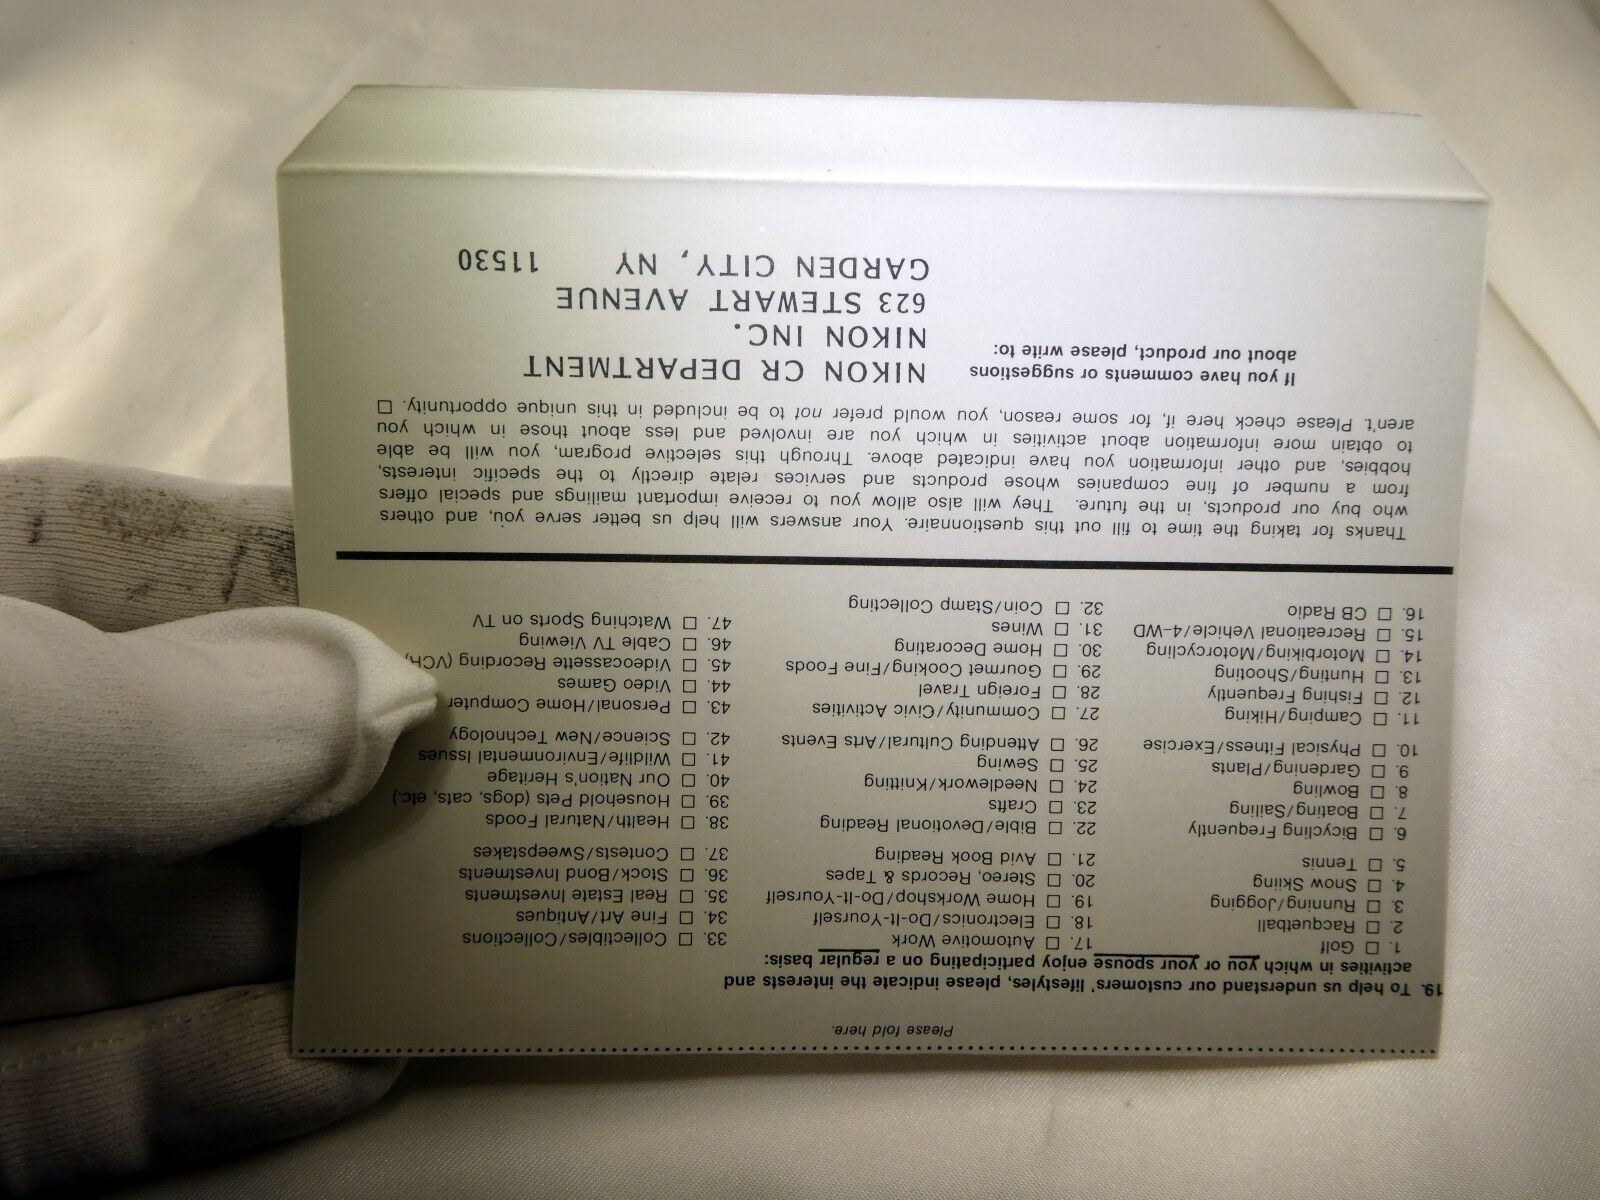 Please fold here.
19. To help us understand our customers' lifestyles, please indicate the interests and
activities in which you or your spouse enjoy participating on a regular basis:
1. ☐ Golf
2. ☐ Racquetball
3. ☐ Running/Jogging
4. ☐ Snow Skiing
5. ☐ Tennis
6. ☐ Bicycling Frequently
7. ☐ Boating/Sailing
8. ☐ Bowling
9. ☐ Gardening/Plants
10. ☐ Physical Fitness/Exercise
11. ☐ Camping/Hiking
12. ☐ Fishing Frequently
13. ☐ Hunting/Shooting
14. ☐ Motorbiking/Motorcycling
15. ☐ Recreational Vehicle/4-WD
16. ☐ CB Radio
17. ☐ Automotive Work
18. ☐ Electronics/Do-It-Yourself
19. ☐ Home Workshop/Do-It-Yourself
20. ☐ Stereo, Records & Tapes
21. ☐ Avid Book Reading
22. ☐ Bible/Devotional Reading
23. ☐ Crafts
24. ☐ Needlework/Knitting
25. ☐ Sewing
26. ☐ Attending Cultural/Arts Events
27. ☐ Community/Civic Activities
28. ☐ Foreign Travel
29. ☐ Gourmet Cooking/Fine Foods
30. ☐ Home Decorating
31. ☐ Wines
32. ☐ Coin/Stamp Collecting
33. ☐ Collectibles/Collections
34. ☐ Fine Art/Antiques
35. ☐ Real Estate Investments
36. ☐ Stock/Bond Investments
37. ☐ Contests/Sweepstakes
38. ☐ Health/Natural Foods
39. ☐ Household Pets (dogs, cats, etc.)
40. ☐ Our Nation's Heritage
41. ☐ Wildlife/Environmental Issues
42. ☐ Science/New Technology
43. ☐ Personal/Home Computer
44. ☐ Video Games
45. ☐ Videocassette Recording (VCR)
46. ☐ Cable TV Viewing
47. ☐ Watching Sports on TV
Thanks for taking the time to fill out this questionnaire. Your answers will help us better serve you, and others
who buy our products, in the future. They will also allow you to receive important mailings and special offers
from a number of fine companies whose products and services relate directly to the specific interests,
hobbies, and other information you have indicated above. Through this selective program, you will be able
to obtain more information about activities in which you are involved and less about those in which you
aren't. Please check here if, for some reason, you would prefer not to be included in this unique opportunity. ☐
If you have comments or suggestions
about our product, please write to:
NIKON CR DEPARTMENT
NIKON INC.
623 STEWART AVENUE
GARDEN CITY, NY 11530